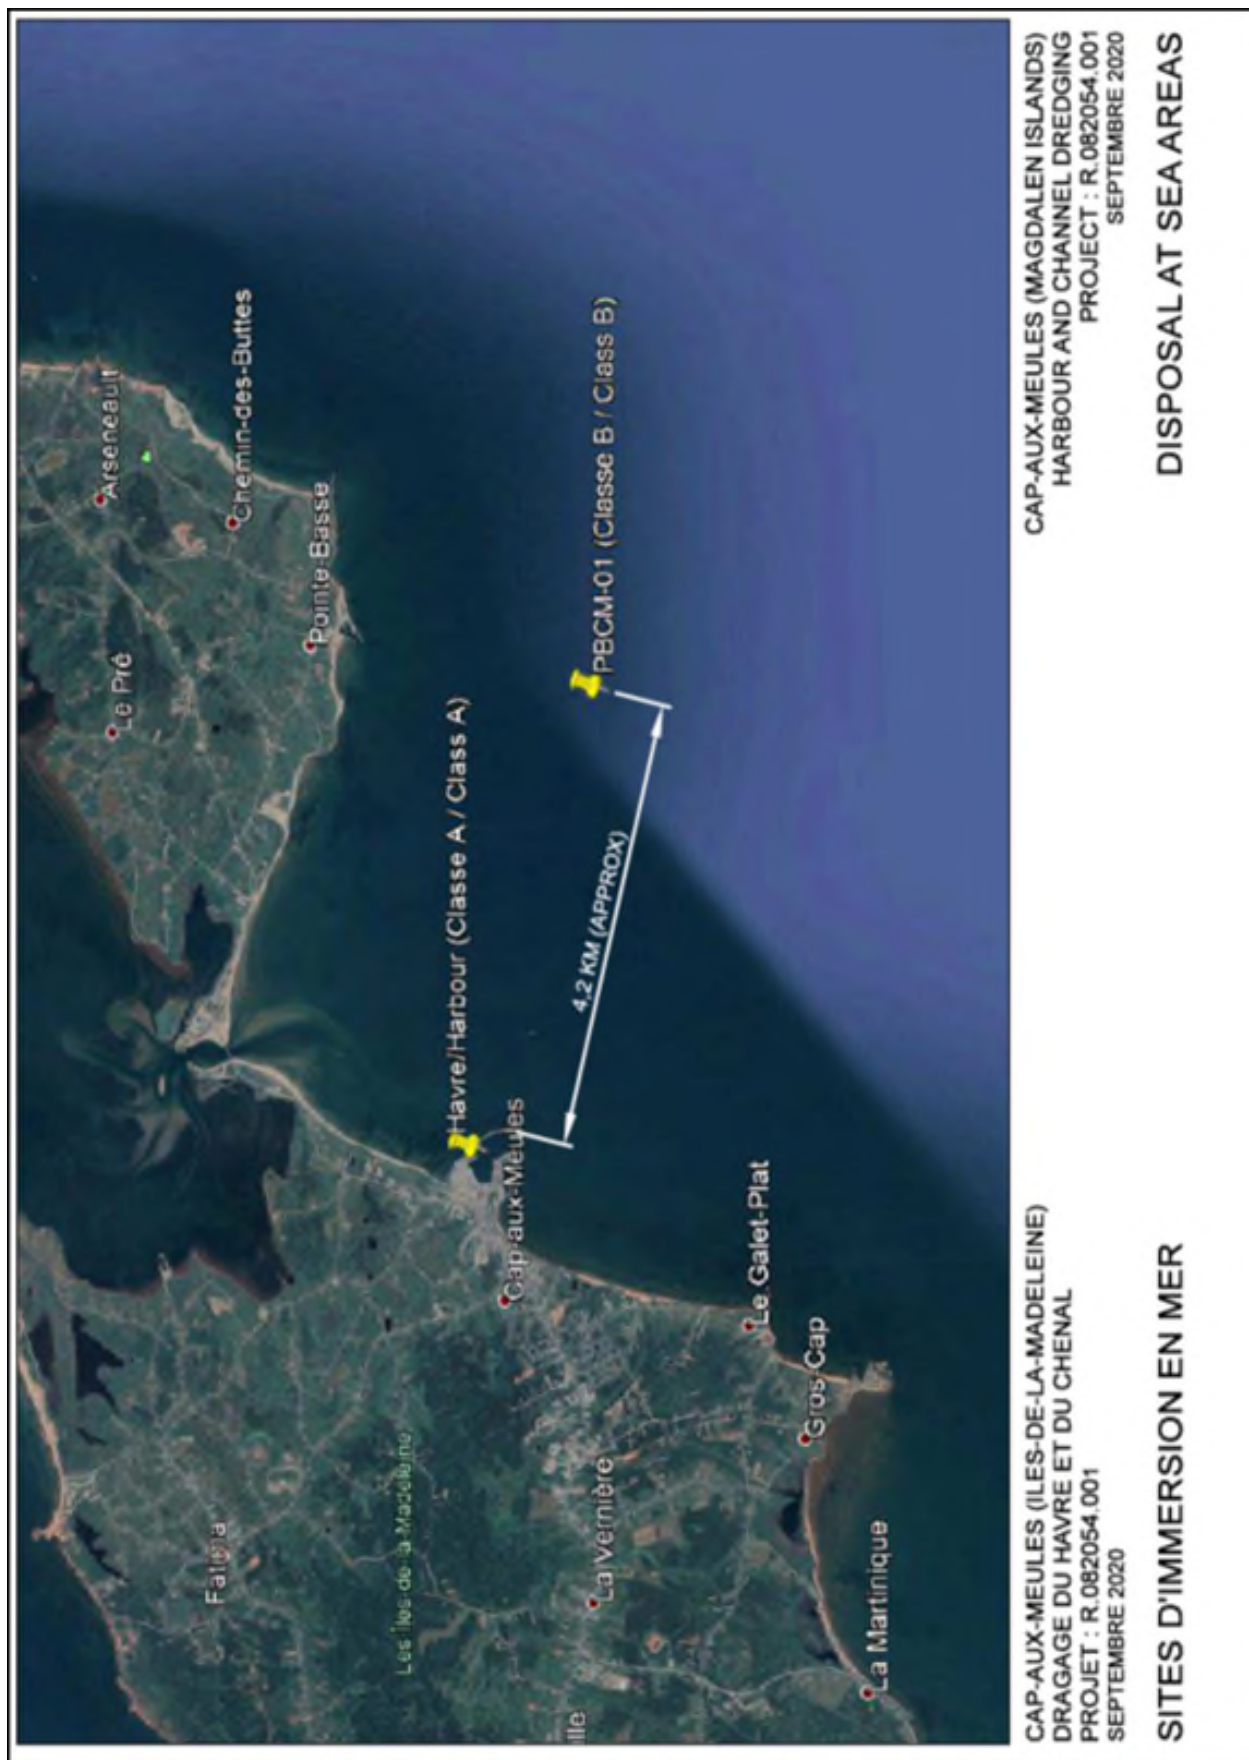 Arseneault
Le Pré
Chemin-des-Buttes
Pointe-Basse
Fatima
Havre/Harbour (Classe A / Class A)
Les Îles-de-la-Madeleine
Cap-aux-Meules
PBCM-01 (Classe B / Class B)
La Vernière
4,2 KM (APPROX)
Le Galet-Plat
Gros-Cap
La Martinique
CAP-AUX-MEULES (ILES-DE-LA-MADELEINE)
DRAGAGE DU HAVRE ET DU CHENAL
PROJET : R.082054.001
SEPTEMBRE 2020
SITES D'IMMERSION EN MER
CAP-AUX-MEULES (MAGDALEN ISLANDS)
HARBOUR AND CHANNEL DREDGING
PROJECT : R.082054.001
SEPTEMBRE 2020
DISPOSAL AT SEA AREAS